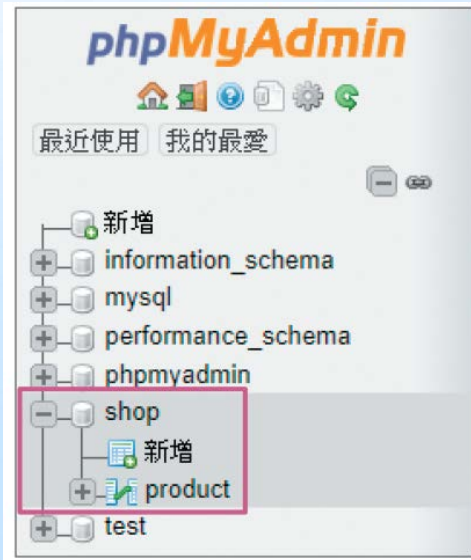 phpMyAdmin
最近使用 我的最愛
新增
information_schema
mysql
performance_schema
phpmyadmin
shop
新增
product
test